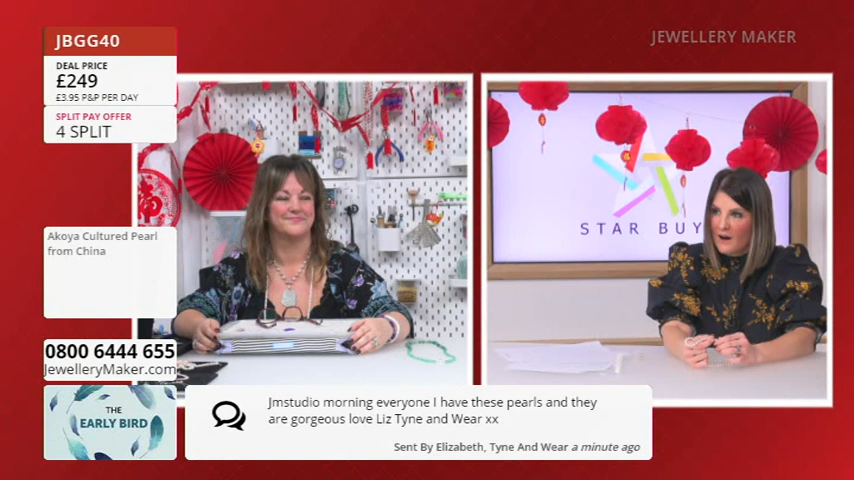 JBGG40
JEWELLERY MAKER
DEAL PRICE
£249
£3.95 P&P PER DAY
SPLIT PAY OFFER
4 SPLIT
STAR BUY
Akoya Cultured Pearl
from China
0800 6444 655
JewelleryMaker.com
THE
EARLY BIRD
Jmstudio morning everyone I have these pearls and they
are gorgeous love Liz Tyne and Wear xx
Sent By Elizabeth, Tyne And Wear a minute ago